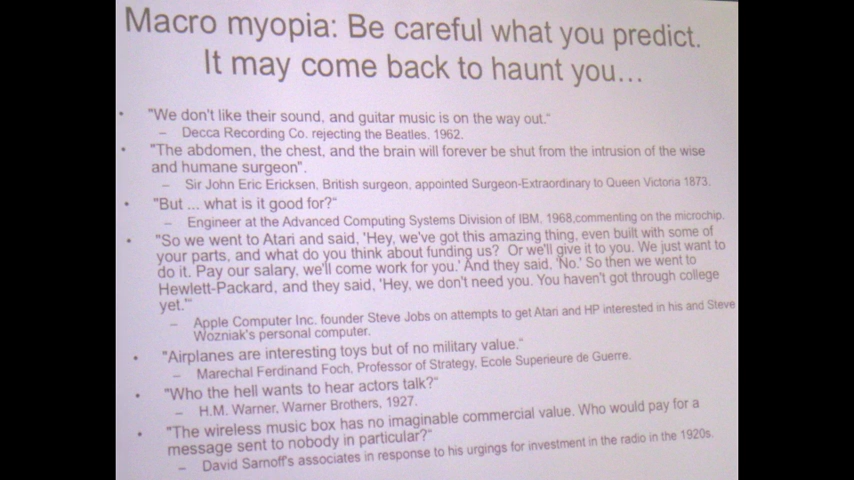 Macro myopia: Be careful what you predict.
It may come back to haunt you...
• "We don't like their sound, and guitar music is on the way out."
– Decca Recording Co. rejecting the Beatles, 1962.
• "The abdomen, the chest, and the brain will forever be shut from the intrusion of the wise
and humane surgeon".
– Sir John Eric Ericksen, British surgeon, appointed Surgeon-Extraordinary to Queen Victoria 1873.
• "But ... what is it good for?"
– Engineer at the Advanced Computing Systems Division of IBM, 1968,commenting on the microchip.
• "So we went to Atari and said, 'Hey, we've got this amazing thing, even built with some of
your parts, and what do you think about funding us? Or we'll give it to you. We just want to
do it. Pay our salary, we'll come work for you.' And they said, 'No.' So then we went to
Hewlett-Packard, and they said, 'Hey, we don't need you. You haven't got through college
yet.'"
– Apple Computer Inc. founder Steve Jobs on attempts to get Atari and HP interested in his and Steve
Wozniak's personal computer.
• "Airplanes are interesting toys but of no military value."
– Marechal Ferdinand Foch, Professor of Strategy, Ecole Superieure de Guerre.
• "Who the hell wants to hear actors talk?"
– H.M. Warner, Warner Brothers, 1927.
• "The wireless music box has no imaginable commercial value. Who would pay for a
message sent to nobody in particular?"
– David Sarnoff's associates in response to his urgings for investment in the radio in the 1920s.